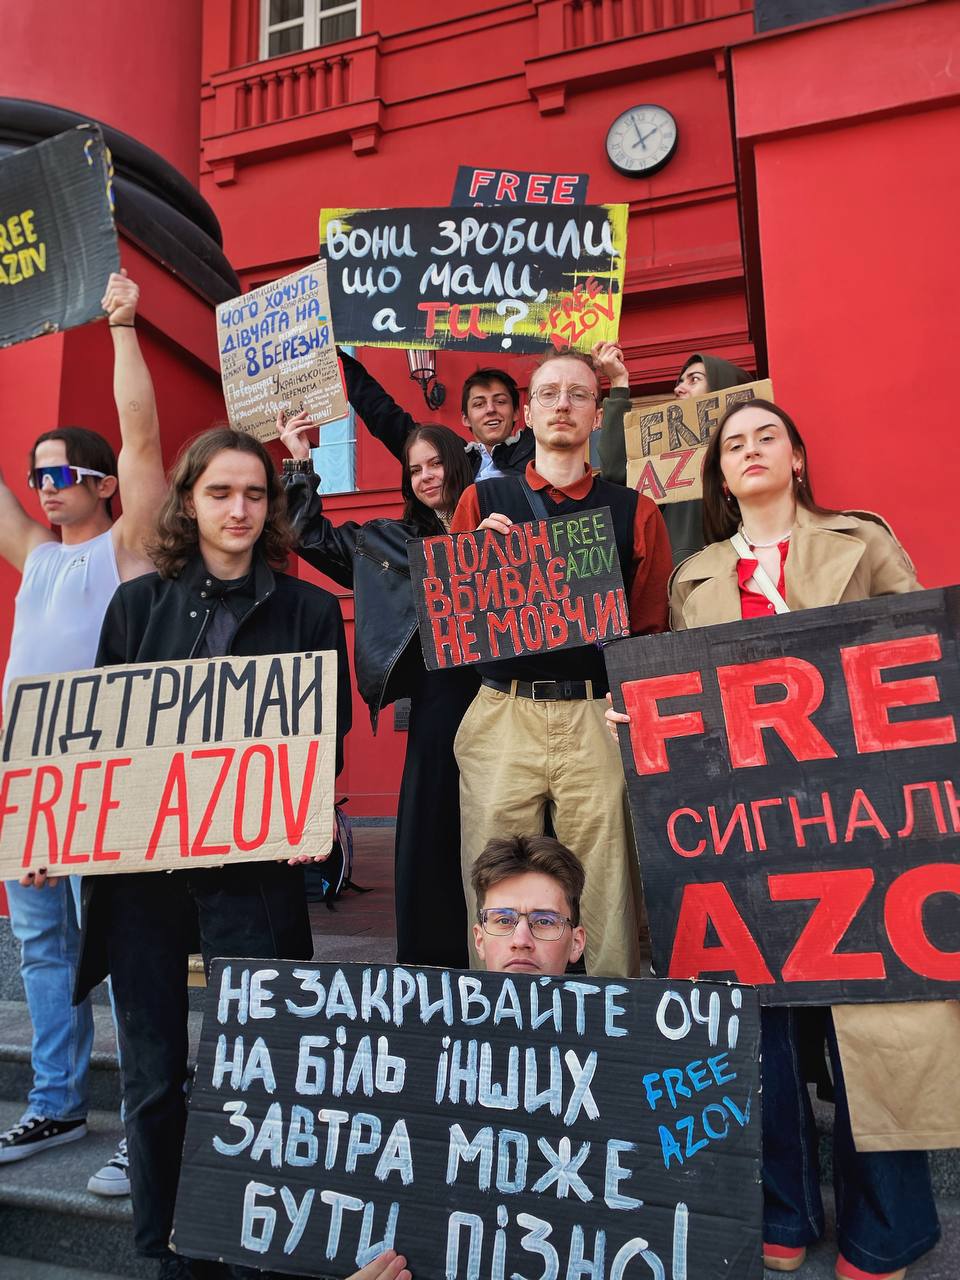 FREE
ВОНИ ЗРОБИЛИ
ЩО МАЛИ,
а ТИ?
FREE
AZOV
FREE
AZOV
ЧОГО ХОЧУТЬ
ДІВЧАТА НА
8 БЕРЕЗНЯ
Української
перемоги
FREE
AZ
ПОЛОН
ВБИВАЄ
НЕ МОВЧИ!
FREE
AZOV
ПІДТРИМАЙ
FREE AZOV
FRE
СИГНАЛЬ
AZO
НЕ ЗАКРИВАЙТЕ ОЧІ
НА БІЛЬ ІНШИХ
ЗАВТРА МОЖЕ
БУТИ ПІЗНО!
FREE
AZOV